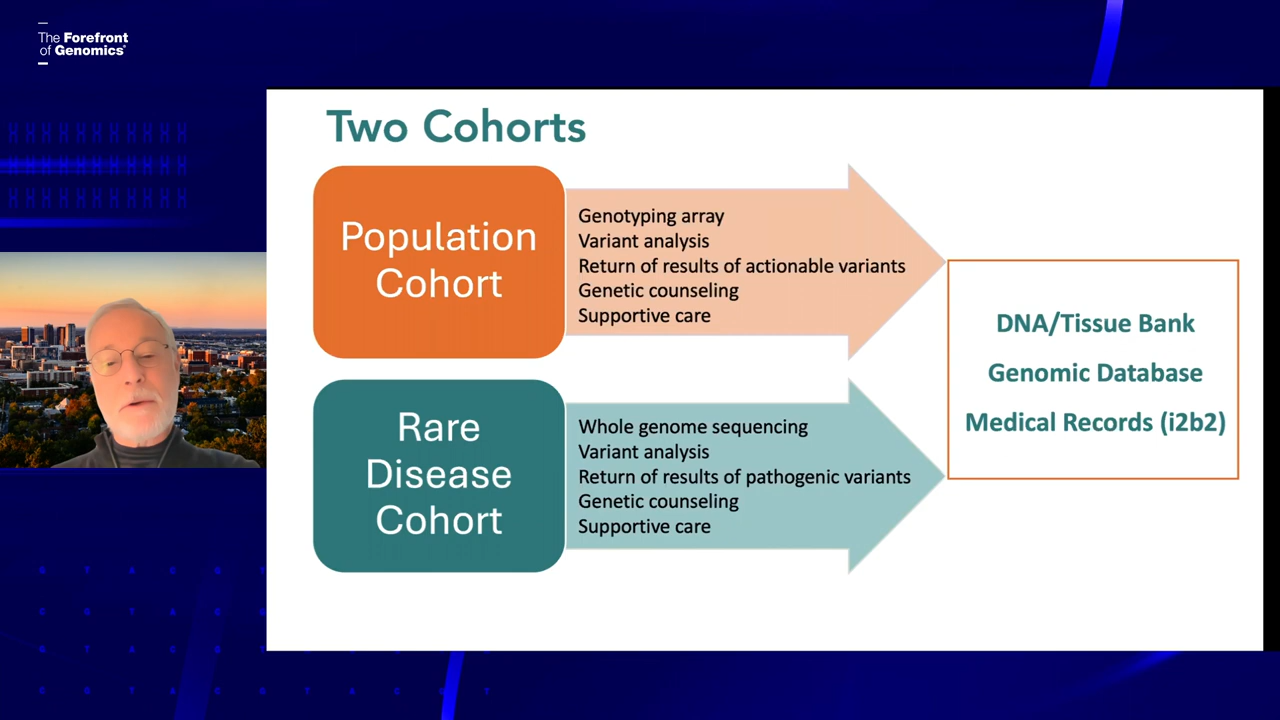 The Forefront
of Genomics
Two Cohorts
Population
Cohort
Genotyping array
Variant analysis
Return of results of actionable variants
Genetic counseling
Supportive care
Rare
Disease
Cohort
Whole genome sequencing
Variant analysis
Return of results of pathogenic variants
Genetic counseling
Supportive care
DNA/Tissue Bank
Genomic Database
Medical Records (i2b2)